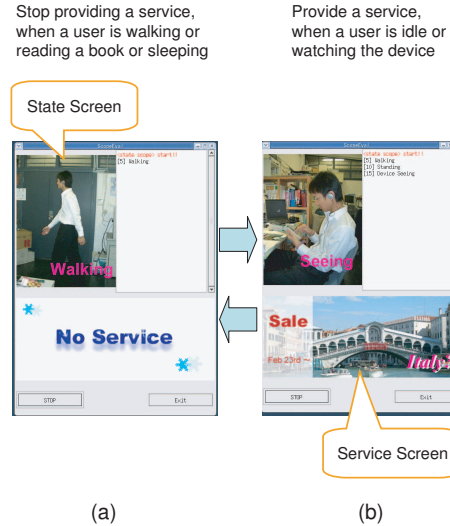 Stop providing a service,
when a user is walking or
reading a book or sleeping
Provide a service,
when a user is idle or
watching the device
State Screen
ScopeEval
<state scope> start!!
[5] Walking
Walking
No Service
STOP
Exit
<state scope> start!!
[5] Walking
[10] Standing
[15] Device Seeing
Seeing
Sale
Feb 23rd ~
STOP
Exit
Service Screen
(a)
(b)